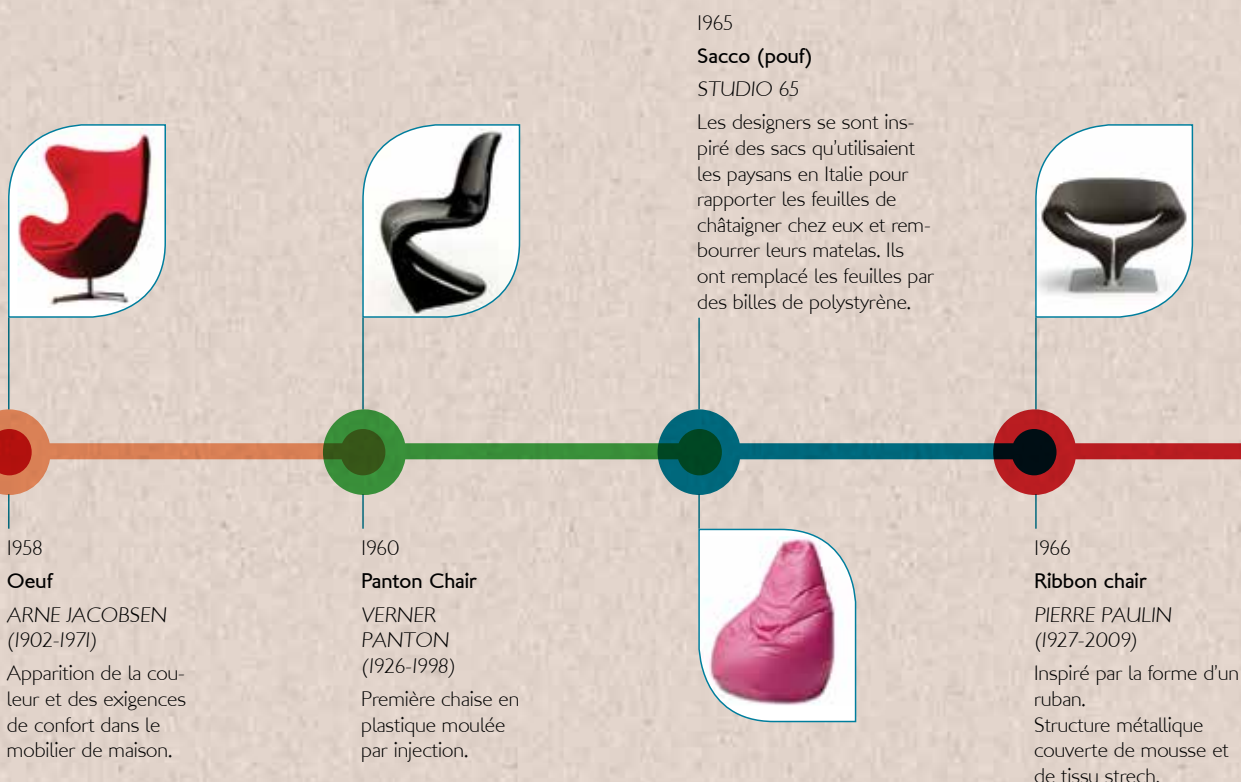 1958
Oeuf
ARNE JACOBSEN
(1902-1971)
Apparition de la cou-
leur et des exigences
de confort dans le
mobilier de maison.
1960
Panton Chair
VERNER
PANTON
(1926-1998)
Première chaise en
plastique moulée
par injection.
1965
Sacco (pouf)
STUDIO 65
Les designers se sont ins-
piré des sacs qu'utilisaient
les paysans en Italie pour
rapporter les feuilles de
châtaigner chez eux et rem-
bourrer leurs matelas. Ils
ont remplacé les feuilles par
des billes de polystyrène.
1966
Ribbon chair
PIERRE PAULIN
(1927-2009)
Inspiré par la forme d'un
ruban.
Structure métallique
couverte de mousse et
de tissu strech.